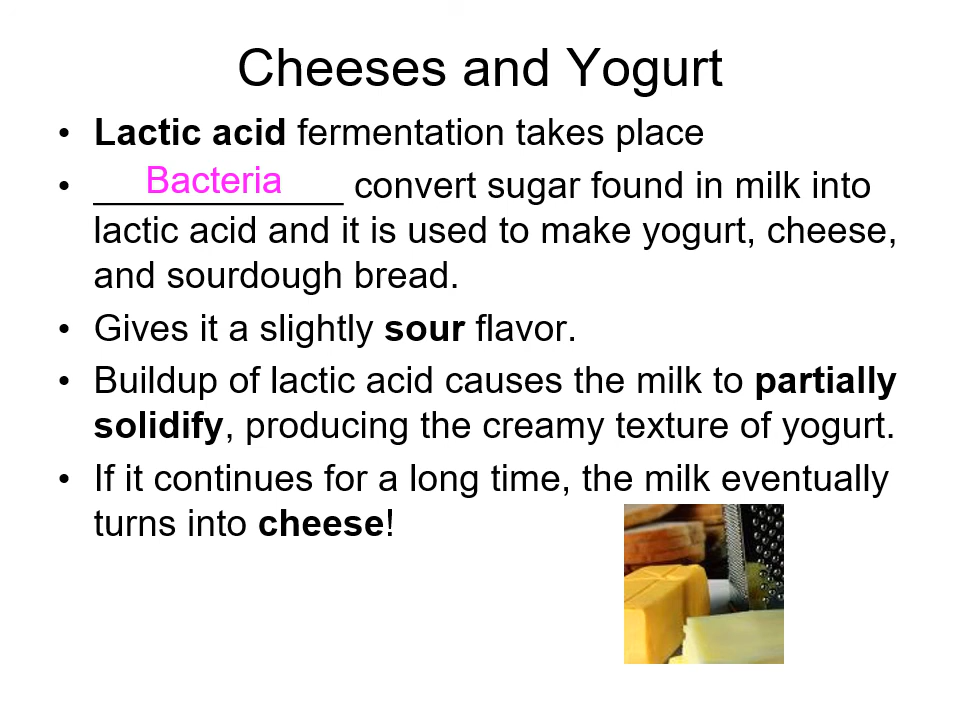 Cheeses and Yogurt
• Lactic acid fermentation takes place
• Bacteria convert sugar found in milk into
lactic acid and it is used to make yogurt, cheese,
and sourdough bread.
• Gives it a slightly sour flavor.
• Buildup of lactic acid causes the milk to partially
solidify, producing the creamy texture of yogurt.
• If it continues for a long time, the milk eventually
turns into cheese!